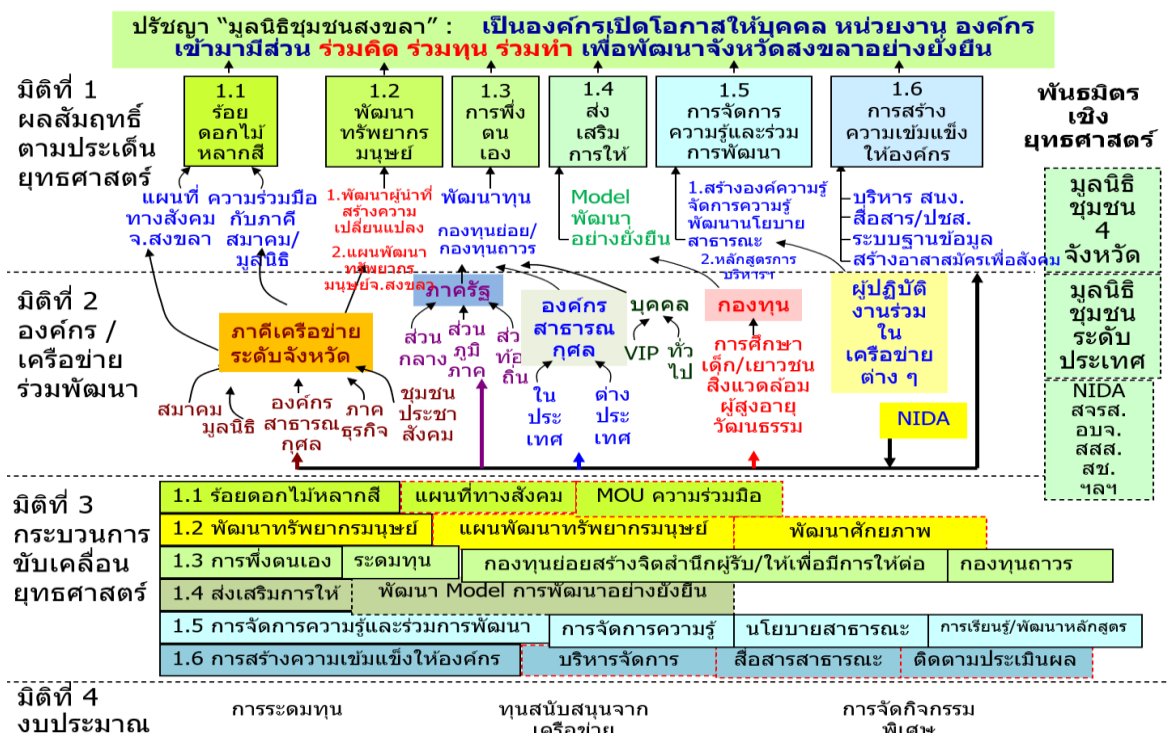 ปรัชญา “มูลนิธิชุมชนสงขลา” : เป็นองค์กรเปิดโอกาสให้บุคคล หน่วยงาน องค์กร
เข้ามามีส่วน ร่วมคิด ร่วมทุน ร่วมทำ เพื่อพัฒนาจังหวัดสงขลาอย่างยั่งยืน
มิติที่ 1
ผลสัมฤทธิ์
ตามประเด็น
ยุทธศาสตร์
1.1
ร้อย
ดอกไม้
หลากสี
1.2
พัฒนา
ทรัพยากร
มนุษย์
1.3
การพึ่ง
ตน
เอง
1.4
ส่ง
เสริม
การให้
1.5
การจัดการ
ความรู้และร่วม
การพัฒนา
1.6
การสร้าง
ความเข้มแข็ง
ให้องค์กร
พันธมิตร
เชิง
ยุทธศาสตร์
แผนที่
ทางสังคม
จ.สงขลา
ความร่วมมือ
กับภาคี
สมาคม/
มูลนิธิ
1.พัฒนาผู้นำที่
สร้างความ
เปลี่ยนแปลง
2.แผนพัฒนา
ทรัพยากร
มนุษย์จ.สงขลา
พัฒนาทุน
กองทุนย่อย/
กองทุนถาวร
Model
พัฒนา
อย่างยั่งยืน
1.สร้างองค์ความรู้
จัดการความรู้
พัฒนานโยบาย
สาธารณะ
2.หลักสูตรการ
บริหารฯ
บริหาร สนง.
สื่อสาร/ปชส.
ระบบฐานข้อมูล
สร้างอาสาสมัครเพื่อสังคม
มูลนิธิ
ชุมชน
4
จังหวัด
มิติที่ 2
องค์กร /
เครือข่าย
ร่วมพัฒนา
ภาคีเครือข่าย
ระดับจังหวัด
สมาคม
มูลนิธิ
องค์กร
สาธารณ
กุศล
ภาค
ธุรกิจ
ชุมชน
ประชา
สังคม
ภาครัฐ
ส่วน
กลาง
ส่วน
ภูมิ
ภาค
ส่ว
ท้อ
ถิ่น
องค์กร
สาธารณ
กุศล
ใน
ประ
เทศ
ต่าง
ประ
เทศ
บุคคล
VIP
ทั่ว
ไป
กองทุน
การศึกษา
เด็ก/เยาวชน
สิ่งแวดล้อม
ผู้สูงอายุ
วัฒนธรรม
ผู้ปฏิบัติ
งานร่วม
ใน
เครือข่าย
ต่าง ๆ
NIDA
มูลนิธิ
ชุมชน
ระดับ
ประเทศ
NIDA
สจรส.
อบจ.
สสส.
สช.
ฯลฯ
มิติที่ 3
กระบวนการ
ขับเคลื่อน
ยุทธศาสตร์
1.1 ร้อยดอกไม้หลากสี แผนที่ทางสังคม MOU ความร่วมมือ
1.2 พัฒนาทรัพยากรมนุษย์ แผนพัฒนาทรัพยากรมนุษย์ พัฒนาศักยภาพ
1.3 การพึ่งตนเอง ระดมทุน กองทุนย่อยสร้างจิตสำนึกผู้รับ/ให้เพื่อมีการให้ต่อ กองทุนถาวร
1.4 ส่งเสริมการให้ พัฒนา Model การพัฒนาอย่างยั่งยืน
1.5 การจัดการความรู้และร่วมการพัฒนา การจัดการความรู้ นโยบายสาธารณะ การเรียนรู้/พัฒนาหลักสูตร
1.6 การสร้างความเข้มแข็งให้องค์กร บริหารจัดการ สื่อสารสาธารณะ ติดตามประเมินผล
มิติที่ 4
งบประมาณ
การระดมทุน
ทุนสนับสนุนจาก
เครือข่าย
การจัดกิจกรรม
พิเศษ